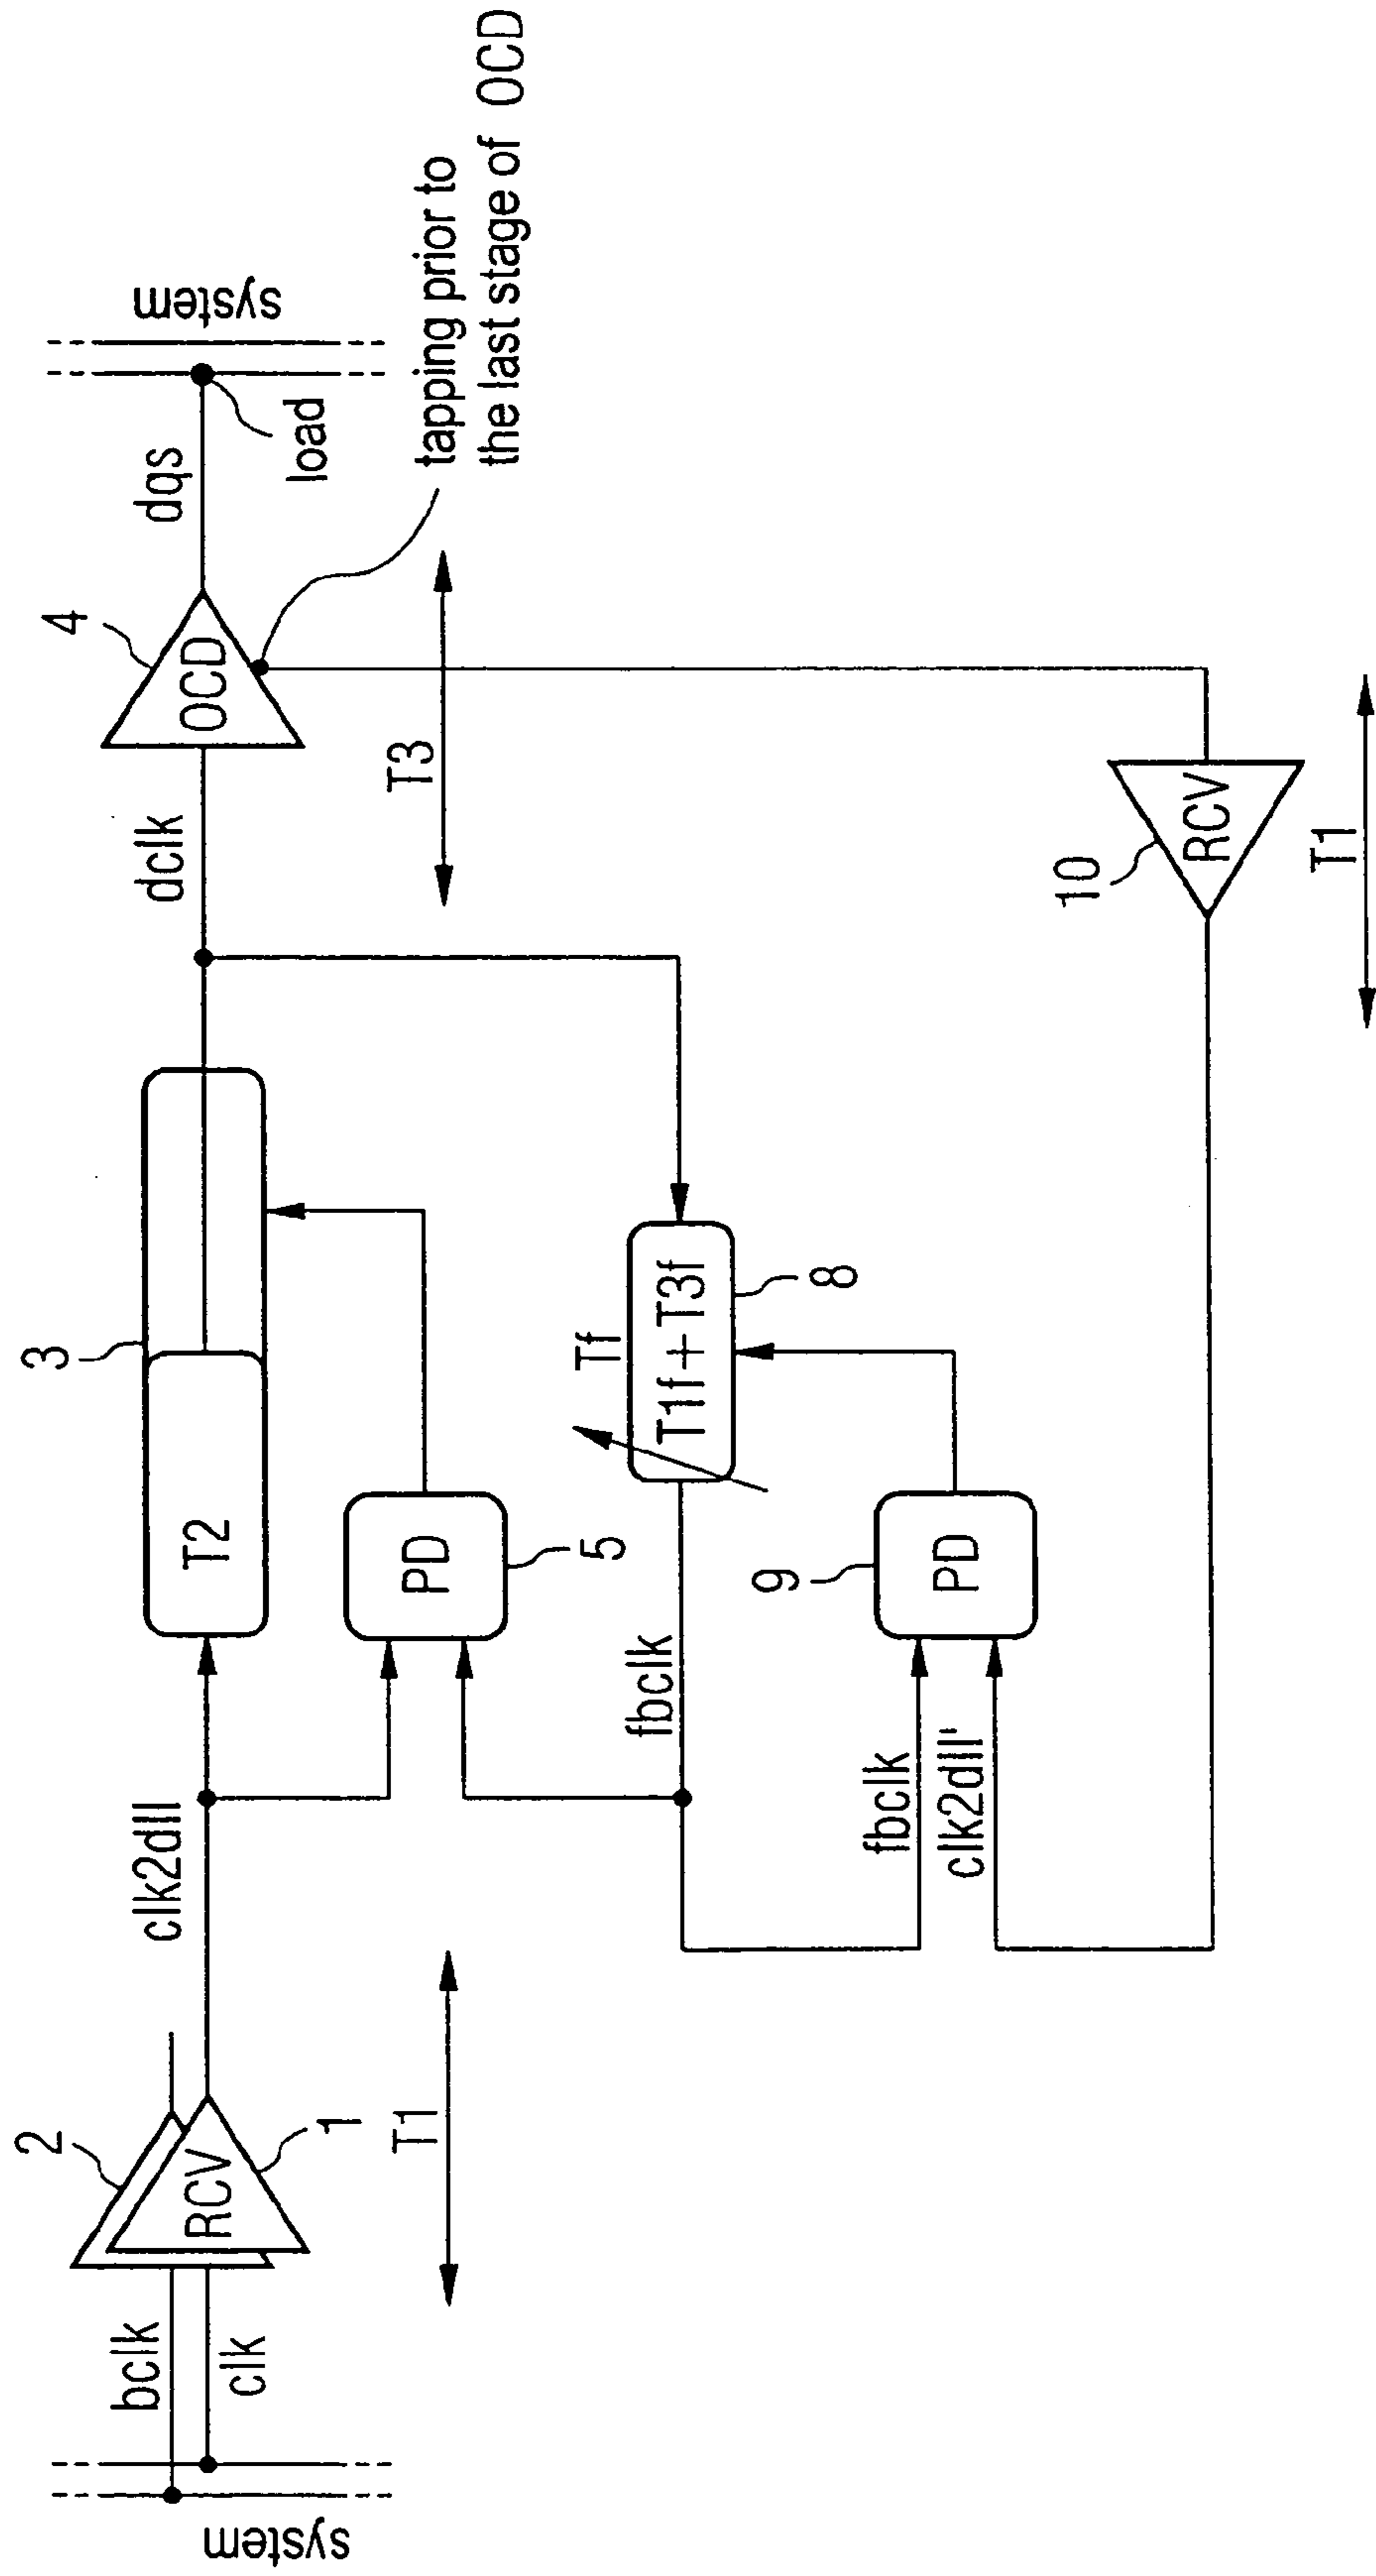 system
bclk
clk
2
RCV
1
T1
clk2dll
3
T2
PD
5
dclk
4
OCD
dqs
load
system
tapping prior to
the last stage of OCD
T3
Tf
T1f+T3f
8
fbclk
fbclk
clk2dll'
9
PD
10
RCV
T1